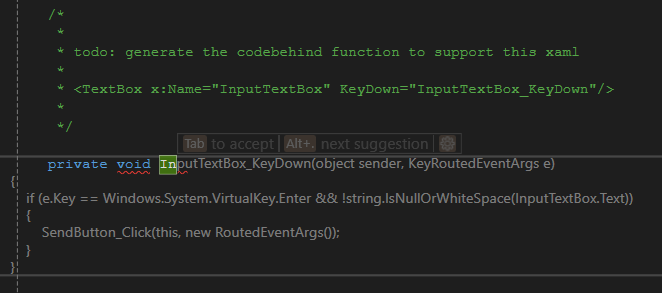 /*
*
* todo: generate the codebehind function to support this xaml
*
* <TextBox x:Name="InputTextBox" KeyDown="InputTextBox_KeyDown"/>
*
*/
Tab to accept Alt+. next suggestion
private void InputTextBox_KeyDown(object sender, KeyRoutedEventArgs e)
{
if (e.Key == Windows.System.VirtualKey.Enter && !string.IsNullOrWhiteSpace(InputTextBox.Text))
{
SendButton_Click(this, new RoutedEventArgs());
}
}